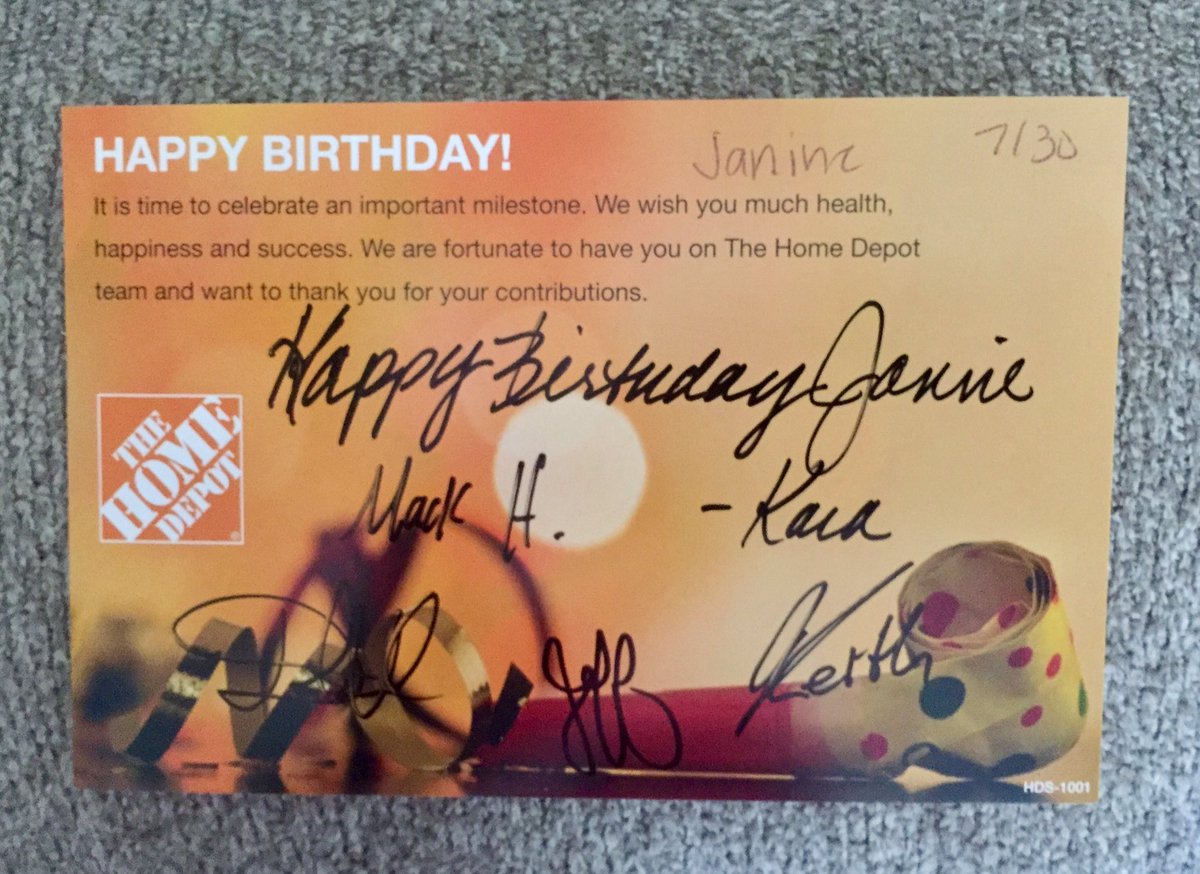 HAPPY BIRTHDAY! Janine 7/30
It is time to celebrate an important milestone. We wish you much health,
happiness and success. We are fortunate to have you on The Home Depot
team and want to thank you for your contributions.
Happy Birthday Janine
THE
HOME
DEPOT
®
Mack H. - Kara
Jeff Keith
HDS-1001